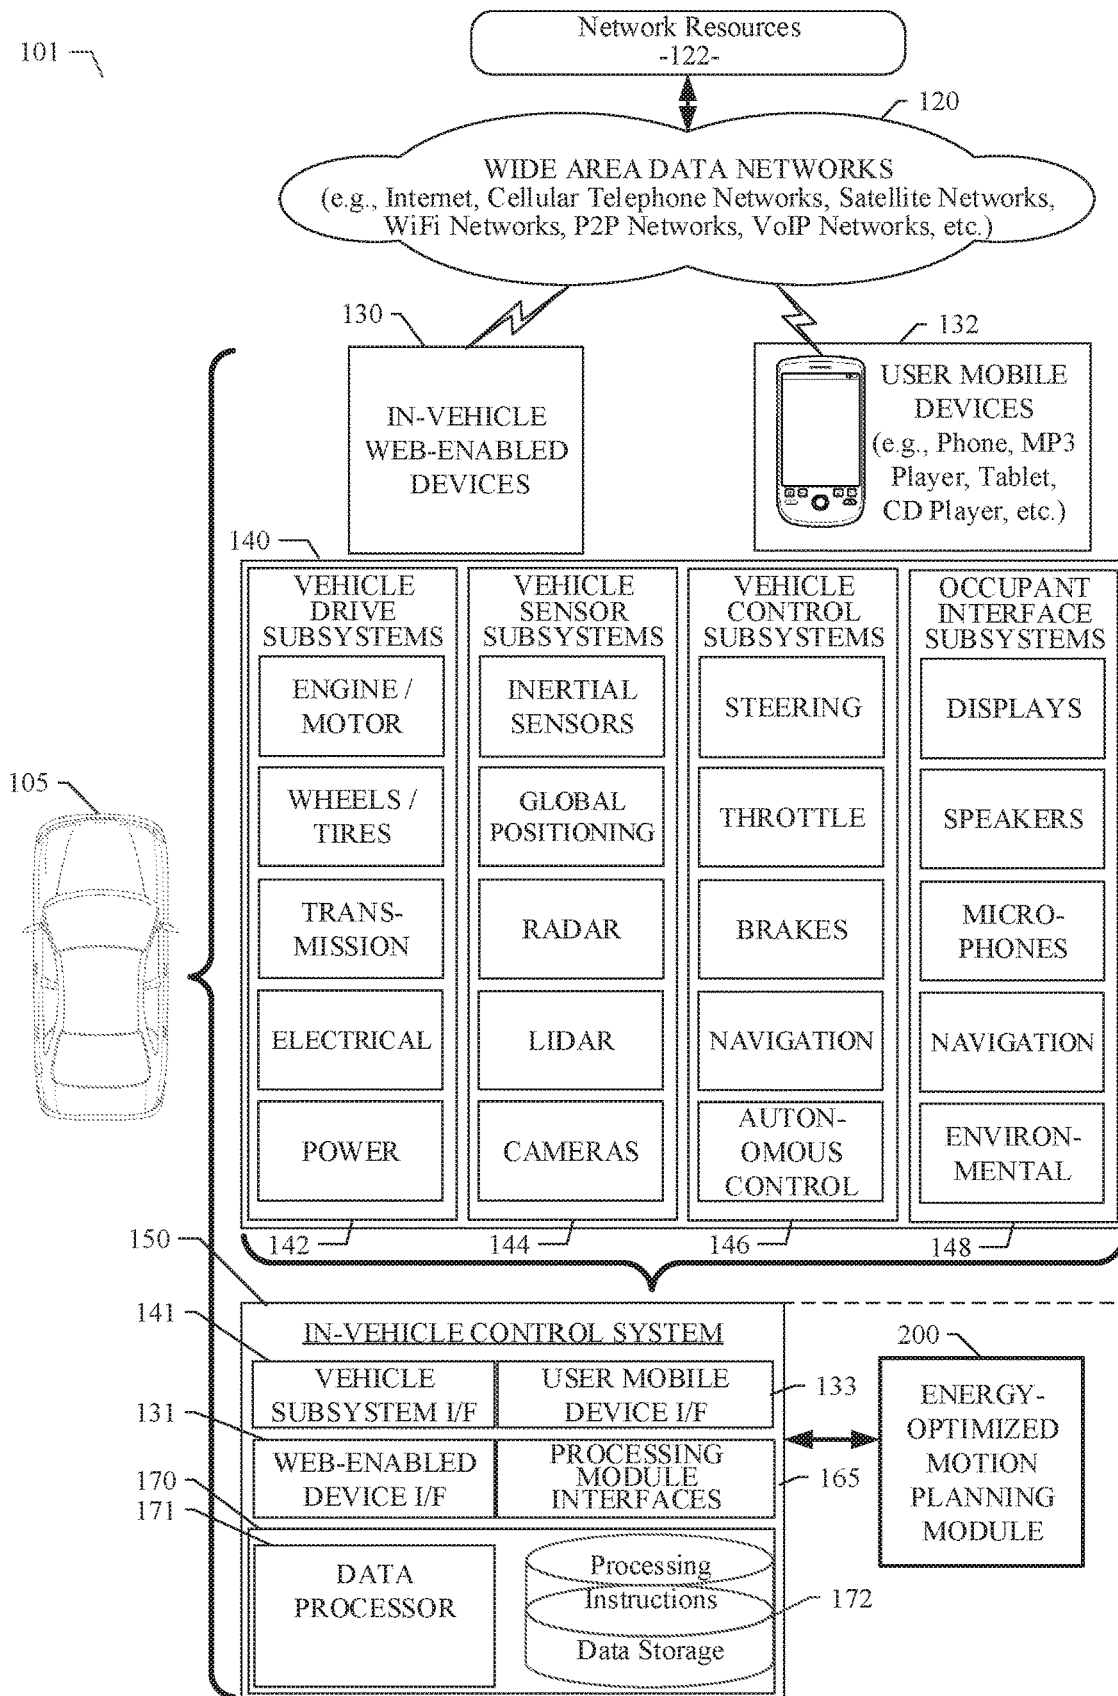 Network Resources
-122-
101
120
WIDE AREA DATA NETWORKS
(e.g., Internet, Cellular Telephone Networks, Satellite Networks,
WiFi Networks, P2P Networks, VoIP Networks, etc.)
130
IN-VEHICLE
WEB-ENABLED
DEVICES
132
USER MOBILE
DEVICES
(e.g., Phone, MP3
Player, Tablet,
CD Player, etc.)
140
VEHICLE
DRIVE
SUBSYSTEMS
ENGINE /
MOTOR
WHEELS /
TIRES
TRANS-
MISSION
ELECTRICAL
POWER
142
VEHICLE
SENSOR
SUBSYSTEMS
INERTIAL
SENSORS
GLOBAL
POSITIONING
RADAR
LIDAR
CAMERAS
144
VEHICLE
CONTROL
SUBSYSTEMS
STEERING
THROTTLE
BRAKES
NAVIGATION
AUTON-
OMOUS
CONTROL
146
OCCUPANT
INTERFACE
SUBSYSTEMS
DISPLAYS
SPEAKERS
MICRO-
PHONES
NAVIGATION
ENVIRON-
MENTAL
148
105
150
IN-VEHICLE CONTROL SYSTEM
141
VEHICLE
SUBSYSTEM I/F
USER MOBILE
DEVICE I/F
133
131
WEB-ENABLED
DEVICE I/F
PROCESSING
MODULE
INTERFACES
165
170
171
DATA
PROCESSOR
Processing
Instructions
Data Storage
172
200
ENERGY-
OPTIMIZED
MOTION
PLANNING
MODULE